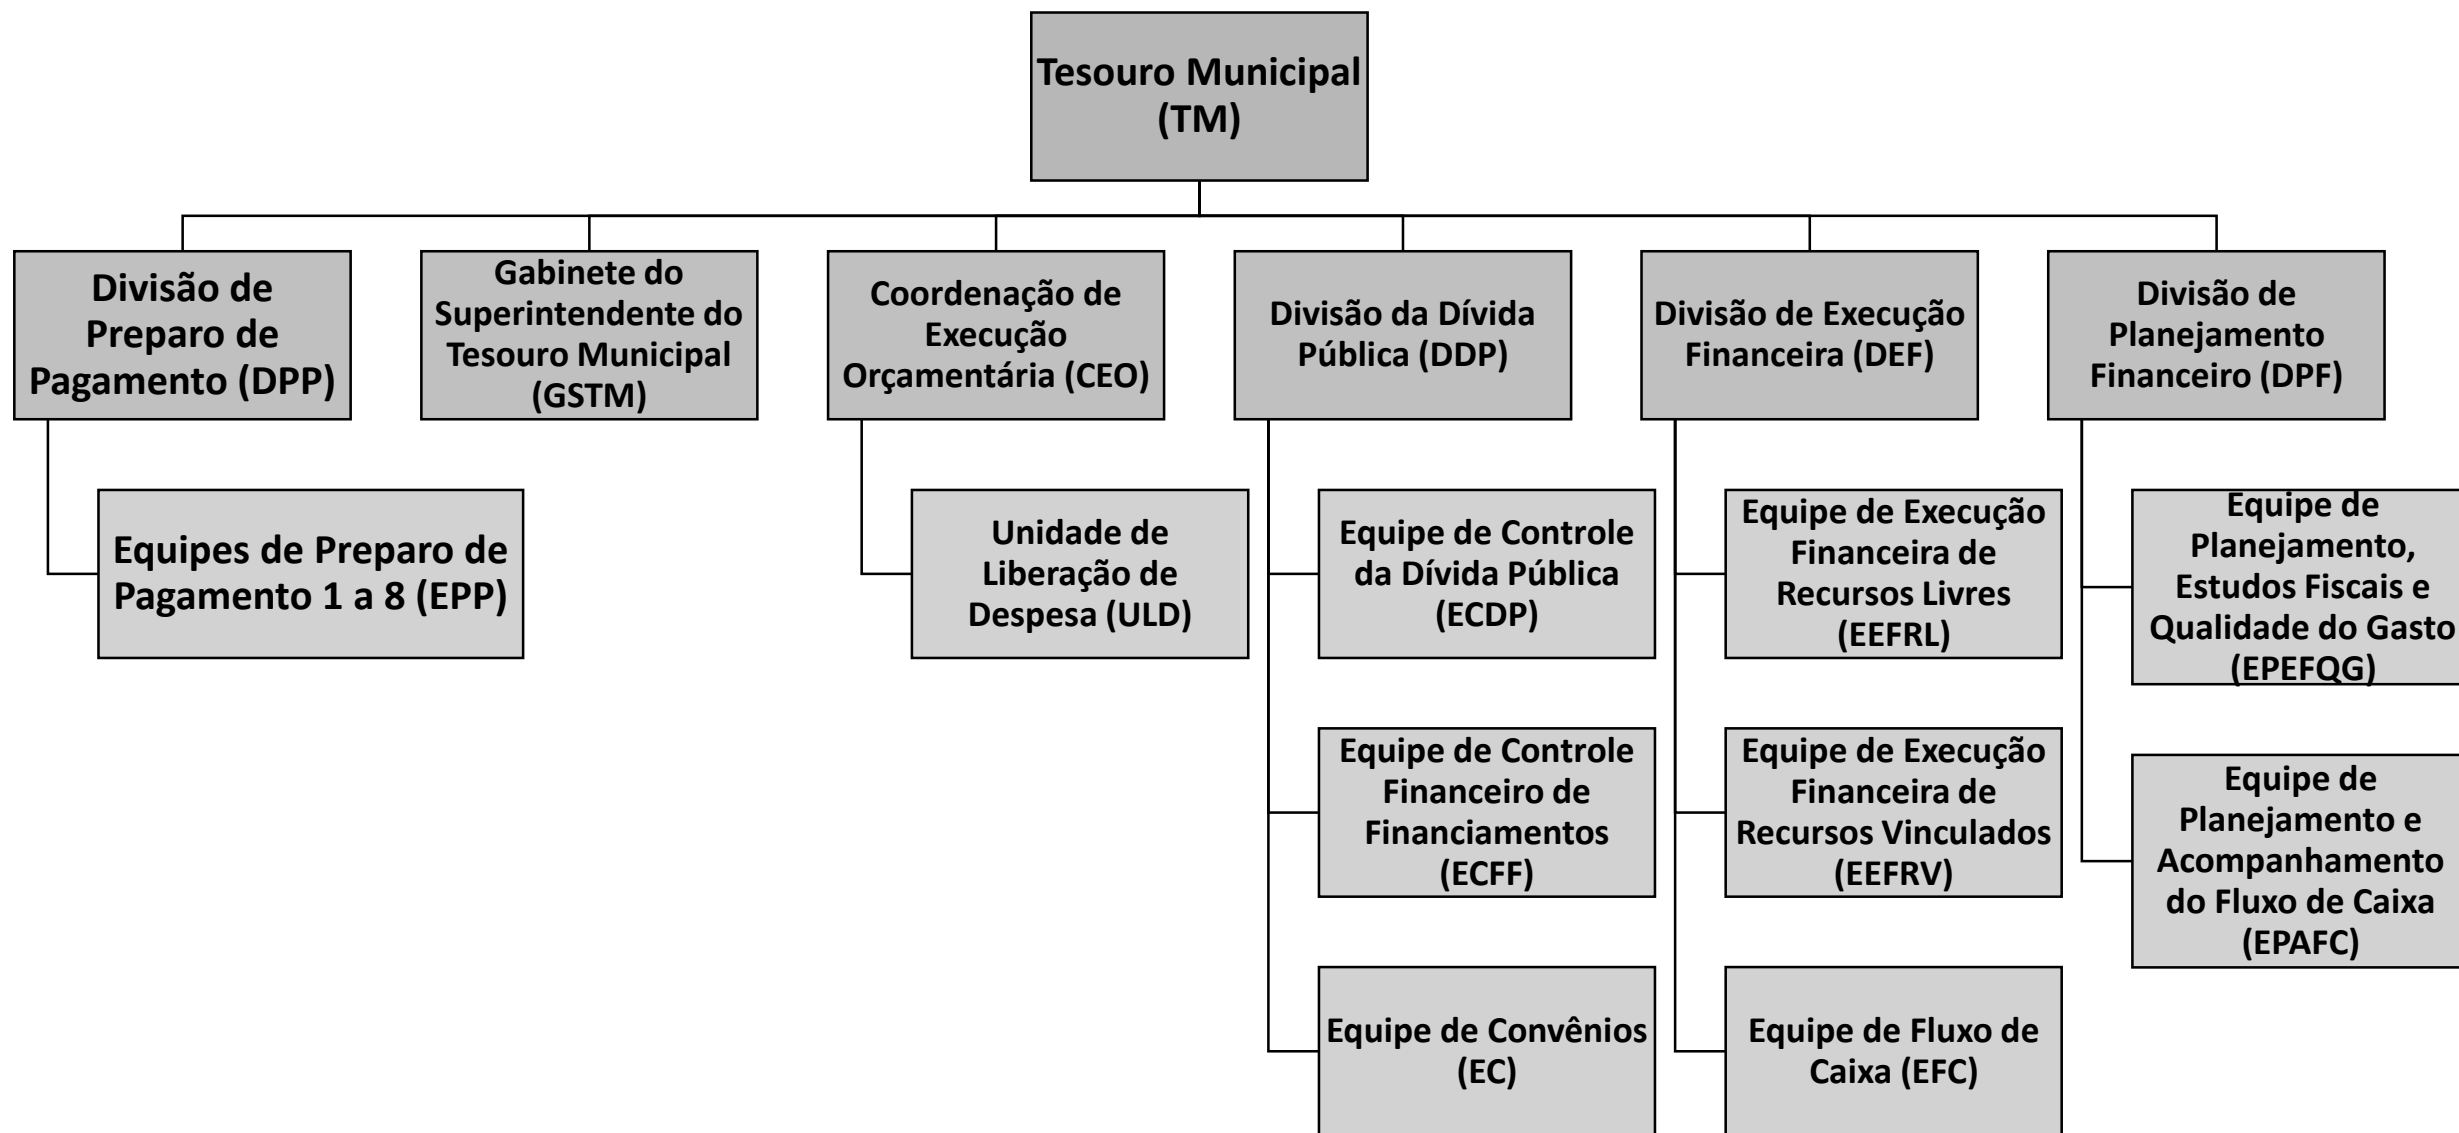 Tesouro Municipal
(TM)
Divisão de
Preparo de
Pagamento (DPP)
Gabinete do
Superintendente do
Tesouro Municipal
(GSTM)
Coordenação de
Execução
Orçamentária (CEO)
Divisão da Dívida
Pública (DDP)
Divisão de Execução
Financeira (DEF)
Divisão de
Planejamento
Financeiro (DPF)
Equipes de Preparo de
Pagamento 1 a 8 (EPP)
Unidade de
Liberação de
Despesa (ULD)
Equipe de Controle
da Dívida Pública
(ECDP)
Equipe de Execução
Financeira de
Recursos Livres
(EEFRL)
Equipe de
Planejamento,
Estudos Fiscais e
Qualidade do Gasto
(EPEFQG)
Equipe de Controle
Financeiro de
Financiamentos
(ECFF)
Equipe de Execução
Financeira de
Recursos Vinculados
(EEFRV)
Equipe de
Planejamento e
Acompanhamento
do Fluxo de Caixa
(EPAFC)
Equipe de Convênios
(EC)
Equipe de Fluxo de
Caixa (EFC)